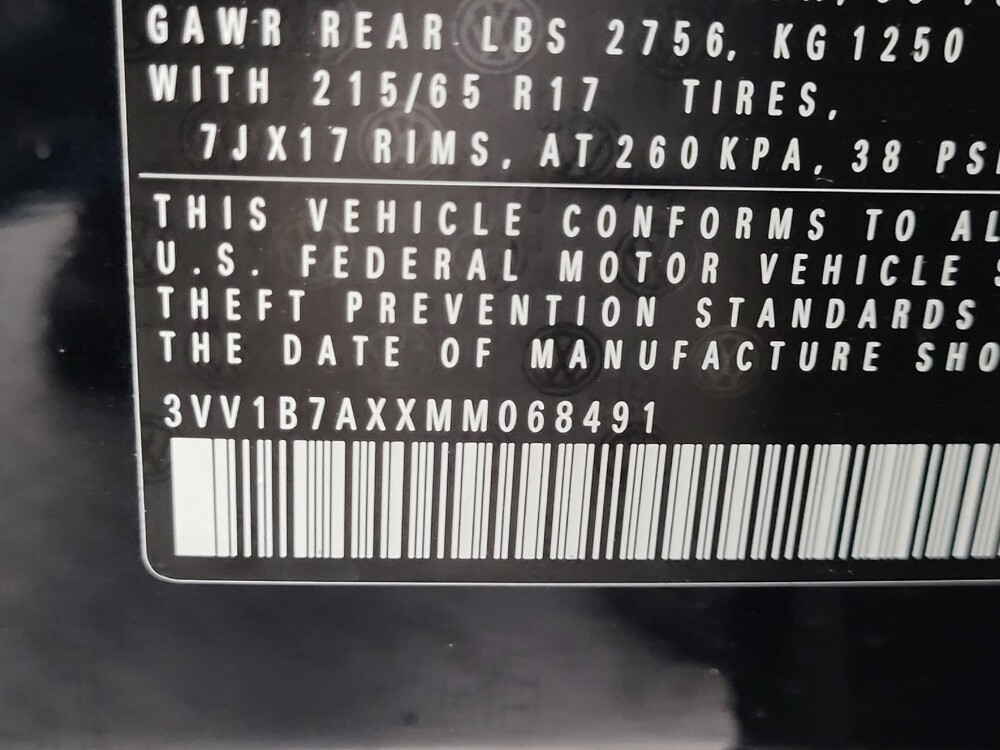 GAWR REAR LBS 2756, KG 1250
WITH 215/65 R17 TIRES,
7JX17 RIMS, AT 260 KPA, 38 PSI
THIS VEHICLE CONFORMS TO AL
U.S. FEDERAL MOTOR VEHICLE S
THEFT PREVENTION STANDARDS
THE DATE OF MANUFACTURE SHO
3VV1B7AXXMM068491